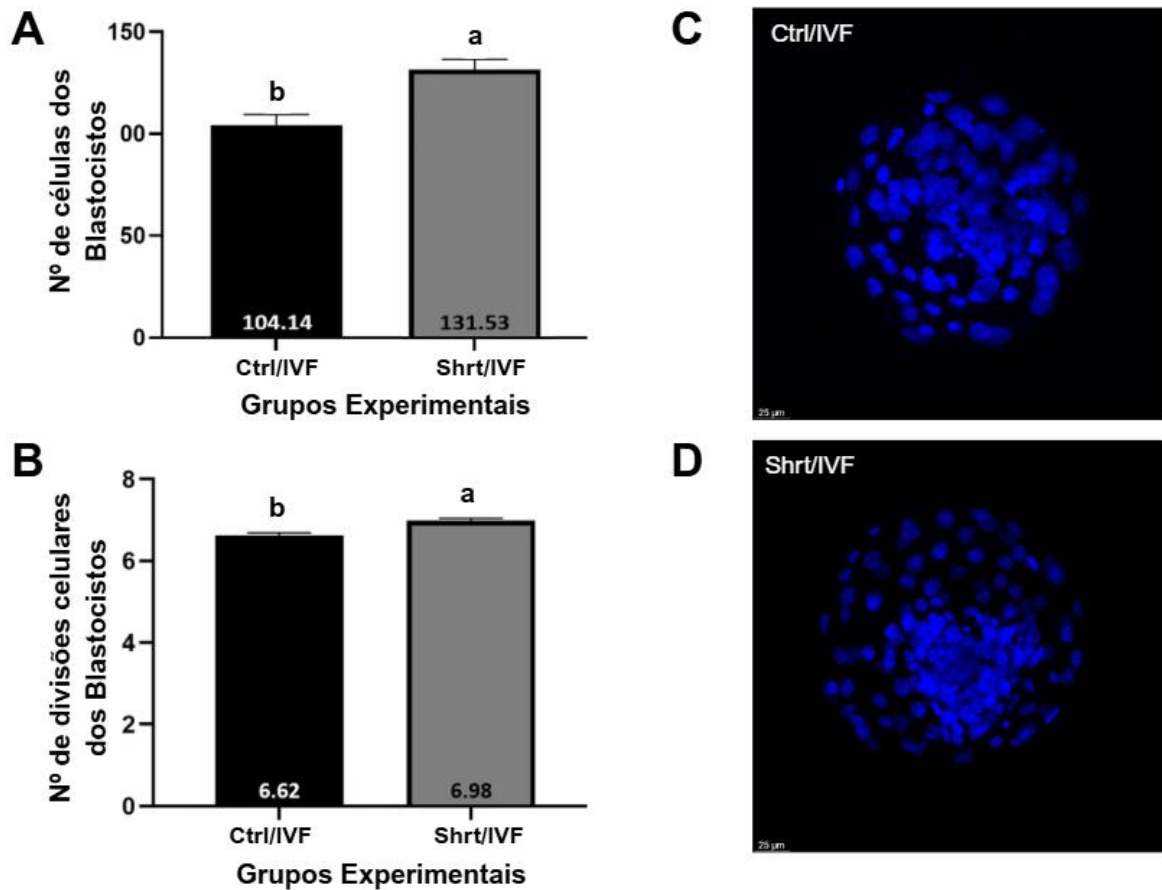 A
150
00
50
0
Nº de células dos
Blastocistos
b
a
104.14
131.53
Ctrl/IVF
Shrt/IVF
Grupos Experimentais
B
8
6
4
2
0
Nº de divisões celulares
dos Blastocistos
b
a
6.62
6.98
Ctrl/IVF
Shrt/IVF
Grupos Experimentais
C
Ctrl/IVF
25 µm
D
Shrt/IVF
25 µm